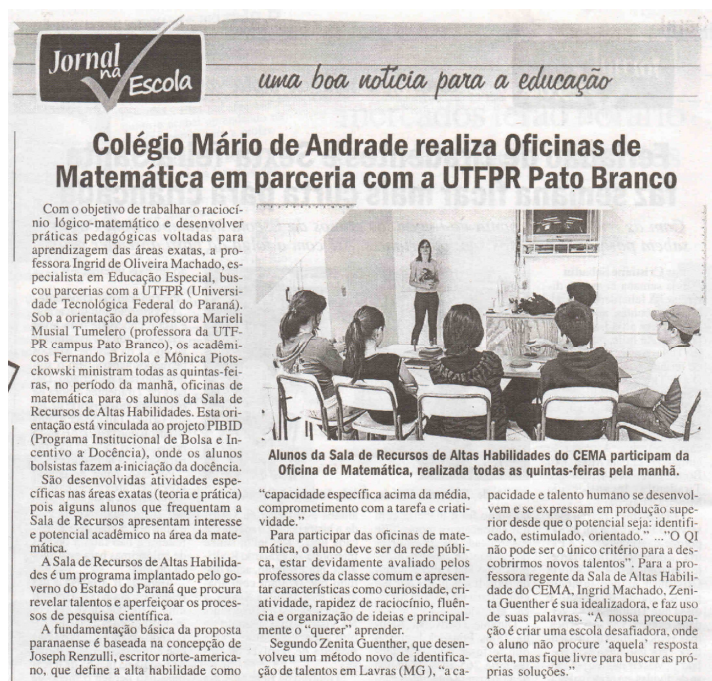 Jornal
na
Escola
uma boa notícia para a educação
Colégio Mário de Andrade realiza Oficinas de
Matemática em parceria com a UTFPR Pato Branco
Com o objetivo de trabalhar o raciocí-
nio lógico-matemático e desenvolver
práticas pedagógicas voltadas para
aprendizagem das áreas exatas, a pro-
fessora Ingrid de Oliveira Machado, es-
pecialista em Educação Especial, bus-
cou parcerias com a UTFPR (Universi-
dade Tecnológica Federal do Paraná).
Sob a orientação da professora Marieli
Musial Tumelero (professora da UTF-
PR campus Pato Branco), os acadêmi-
cos Fernando Brizola e Mônica Piots-
ckowski ministram todas as quintas-fei-
ras, no período da manhã, oficinas de
matemática para os alunos da Sala de
Recursos de Altas Habilidades. Esta ori-
entação está vinculada ao projeto PIBID
(Programa Institucional de Bolsa e In-
centivo a Docência), onde os alunos
bolsistas fazem a iniciação da docência.
São desenvolvidas atividades espe-
cíficas nas áreas exatas (teoria e prática)
pois alguns alunos que frequentam a
Sala de Recursos apresentam interesse
e potencial acadêmico na área da mate-
mática.
A Sala de Recursos de Altas Habilida-
des é um programa implantado pelo go-
verno do Estado do Paraná que procura
revelar talentos e aperfeiçoar os proces-
sos de pesquisa científica.
A fundamentação básica da proposta
paranaense é baseada na concepção de
Joseph Renzulli, escritor norte-america-
no, que define a alta habilidade como
Alunos da Sala de Recursos de Altas Habilidades do CEMA participam da
Oficina de Matemática, realizada todas as quintas-feiras pela manhã.
"capacidade específica acima da média,
comprometimento com a tarefa e criati-
vidade."
Para participar das oficinas de mate-
mática, o aluno deve ser da rede públi-
ca, estar devidamente avaliado pelos
professores da classe comum e apresen-
tar características como curiosidade, cri-
atividade, rapidez de raciocínio, fluên-
cia e organização de ideias e principal-
mente o "querer" aprender.
Segundo Zenita Guenther, que desen-
volveu um método novo de identifica-
ção de talentos em Lavras (MG ), "a ca-
pacidade e talento humano se desenvol-
vem e se expressam em produção supe-
rior desde que o potencial seja: identifi-
cado, estimulado, orientado." ..."O QI
não pode ser o único critério para a des-
cobrirmos novos talentos". Para a pro-
fessora regente da Sala de Altas Habili-
dade do CEMA, Ingrid Machado, Zeni-
ta Guenther é sua idealizadora, e faz uso
de suas palavras. "A nossa preocupa-
ção é criar uma escola desafiadora, onde
o aluno não procure 'aquela' resposta
certa, mas fique livre para buscar as pró-
prias soluções."